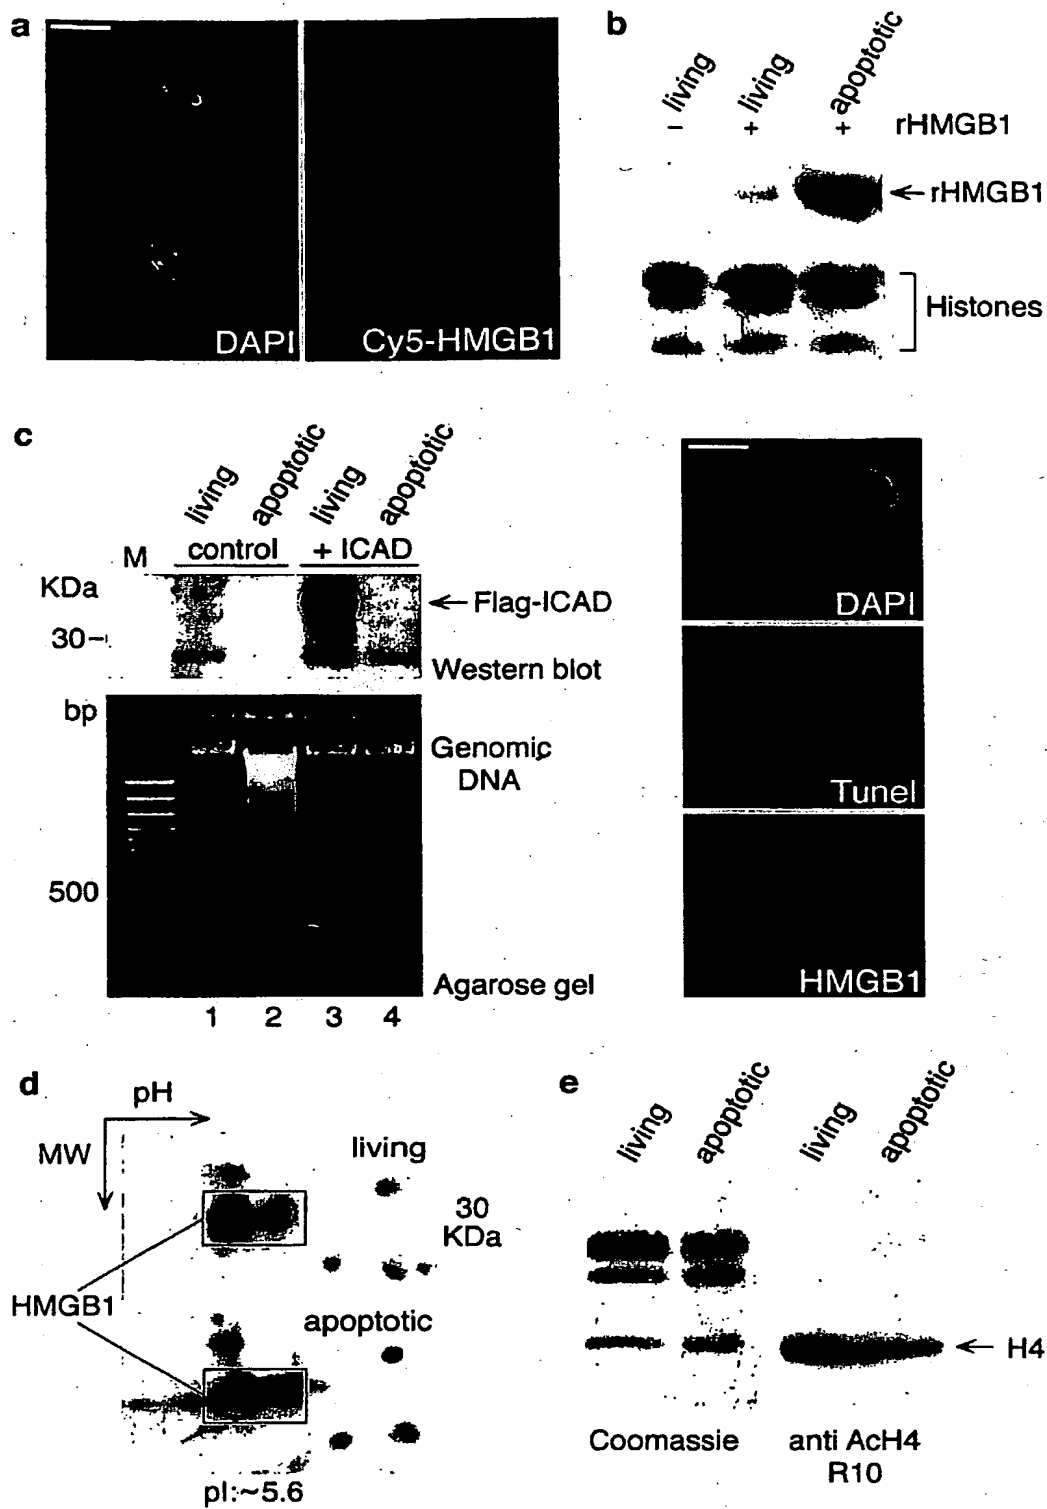 a
DAPI
Cy5-HMGB1
b
living
living
apoptotic
− + + rHMGB1
rHMGB1
Histones
c
living
apoptotic
living
apoptotic
M control + ICAD
KDa
Flag-ICAD
30
Western blot
bp
Genomic
DNA
500
Agarose gel
1 2 3 4
DAPI
Tunel
HMGB1
d
pH
MW
living
30
KDa
HMGB1
apoptotic
pI:~5.6
e
living
apoptotic
living
apoptotic
H4
Coomassie
anti AcH4
R10